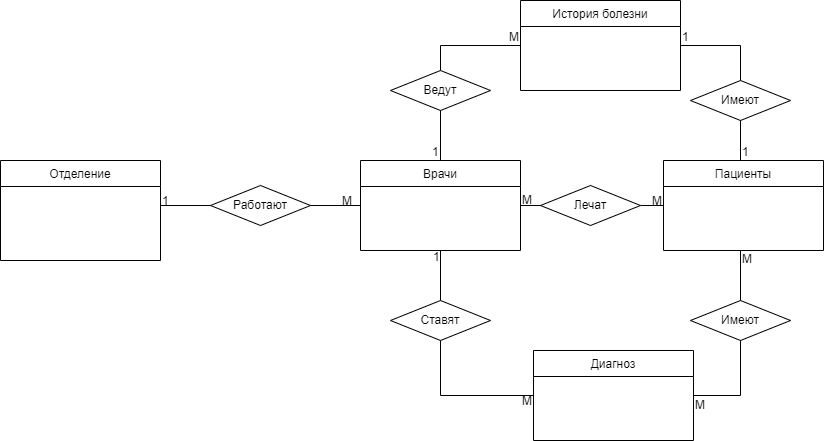 История болезни
M
1
Ведут
Имеют
1
1
Отделение
Врачи
Пациенты
1
Работают
M
M
Лечат
M
1
M
Ставят
Имеют
Диагноз
M
M